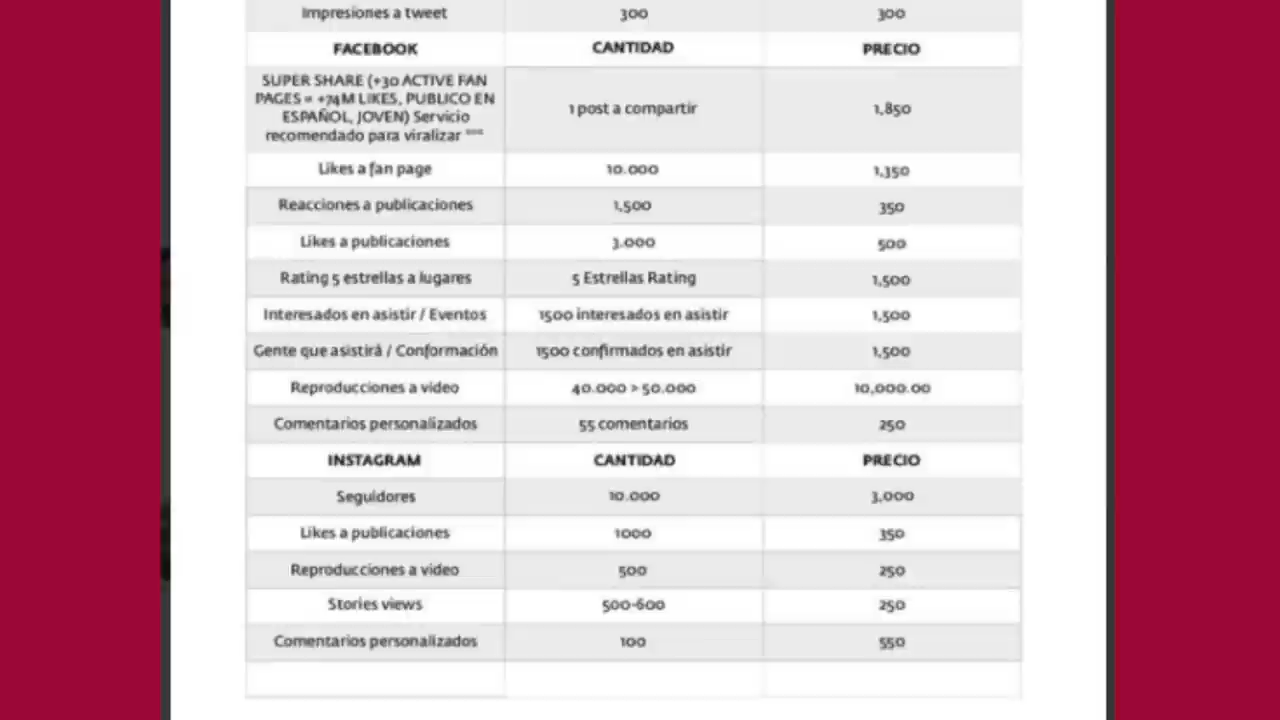 Impresiones a tweet 300 300
FACEBOOK CANTIDAD PRECIO
SUPER SHARE (+30 ACTIVE FAN
PAGES = +74M LIKES, PUBLICO EN
ESPAÑOL, JOVEN) Servicio
recomendado para viralizar *** 1 post a compartir 1,850
Likes a fan page 10.000 1,350
Reacciones a publicaciones 1,500 350
Likes a publicaciones 3.000 500
Rating 5 estrellas a lugares 5 Estrellas Rating 1,500
Interesados en asistir / Eventos 1500 interesados en asistir 1,500
Gente que asistirá / Conformación 1500 confirmados en asistir 1,500
Reproducciones a video 40.000 > 50.000 10,000.00
Comentarios personalizados 55 comentarios 250
INSTAGRAM CANTIDAD PRECIO
Seguidores 10.000 3,000
Likes a publicaciones 1000 350
Reproducciones a video 500 250
Stories views 500-600 250
Comentarios personalizados 100 550